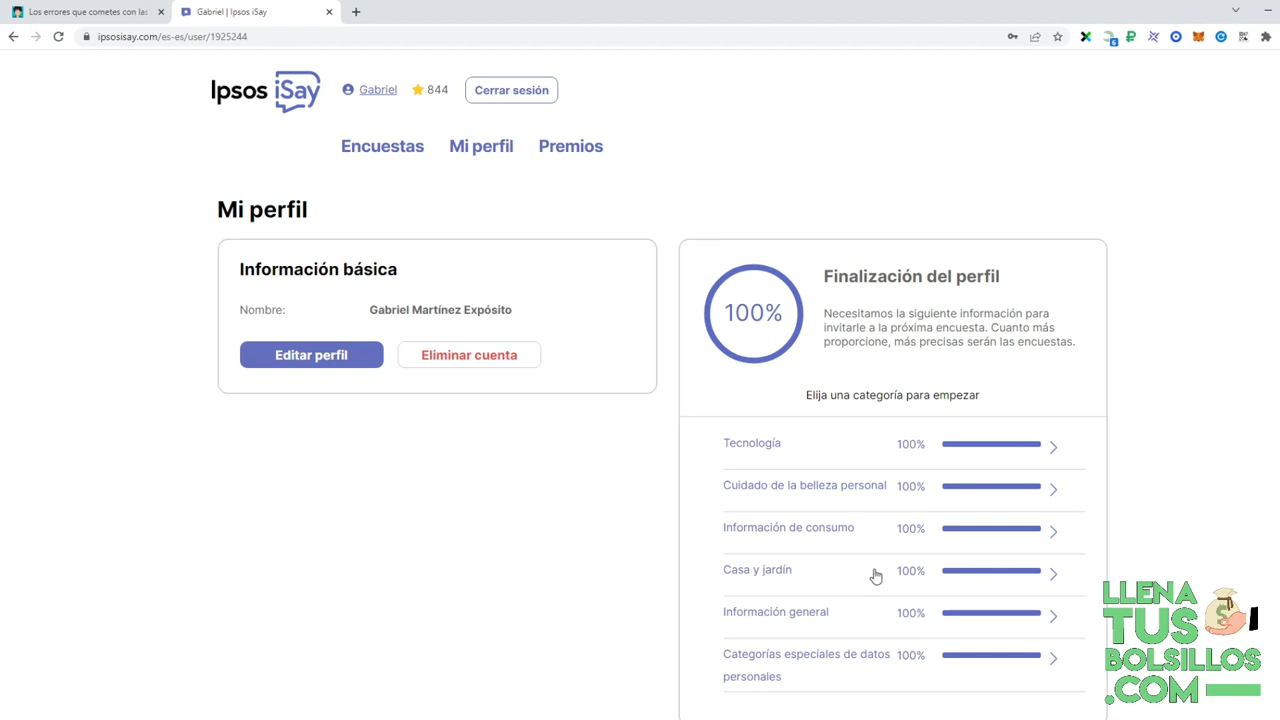 Los errores que cometes con las
Gabriel | Ipsos iSay
ipsosisay.com/es-es/user/1925244
6
Ipsos iSay
Gabriel
844
Cerrar sesión
Encuestas
Mi perfil
Premios
Mi perfil
Información básica
Nombre:
Gabriel Martínez Expósito
Editar perfil
Eliminar cuenta
100%
Finalización del perfil
Necesitamos la siguiente información para
invitarle a la próxima encuesta. Cuanto más
proporcione, más precisas serán las encuestas.
Elija una categoría para empezar
Tecnología 100%
Cuidado de la belleza personal 100%
Información de consumo 100%
Casa y jardín 100%
Información general 100%
Categorías especiales de datos 100%
personales
LLENA
TUS
BOLSILLOS
.COM